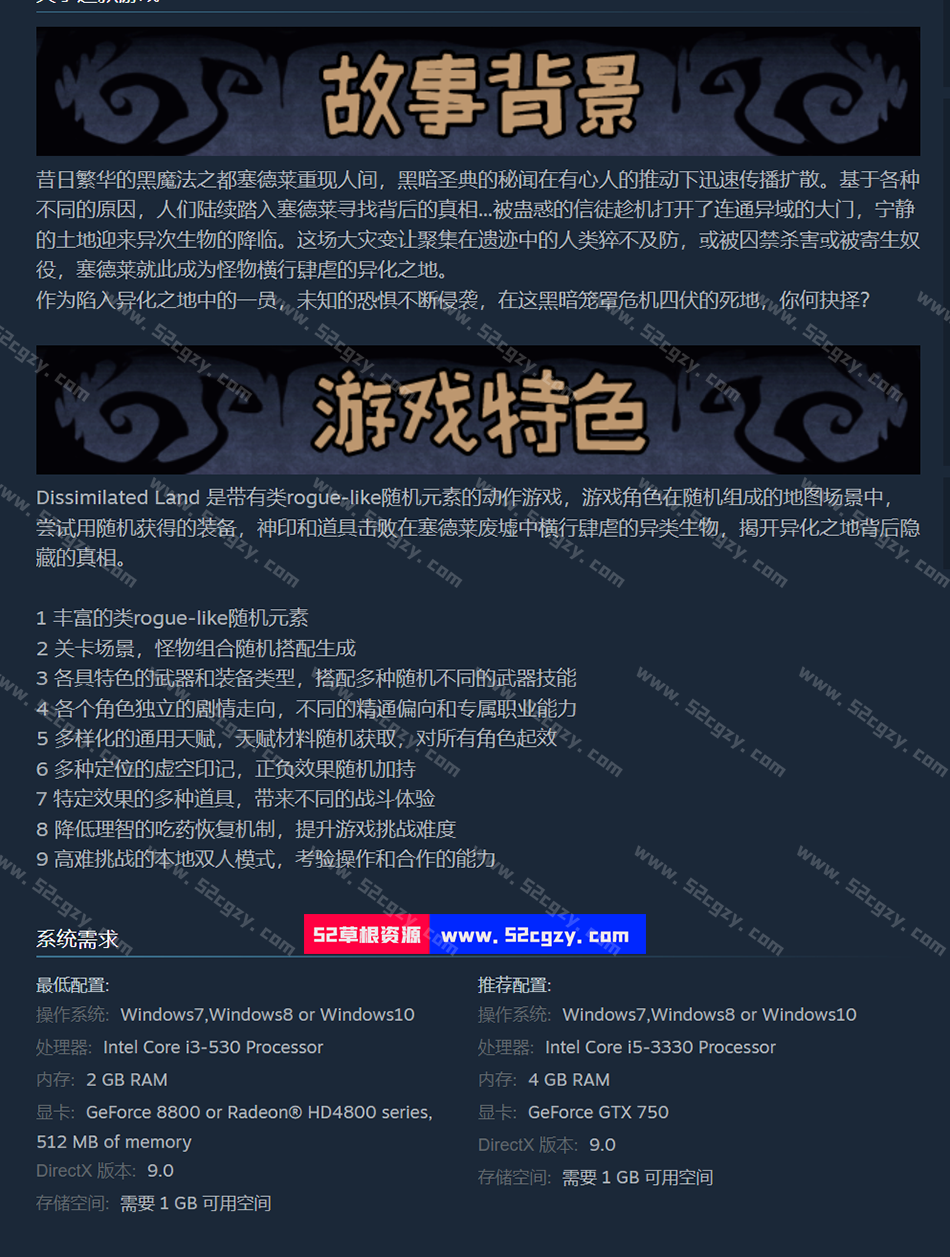 故事背景
昔日繁华的黑魔法之都塞德莱重现人间，黑暗圣典的秘闻在有心人的推动下迅速传播扩散。基于各种
不同的原因，人们陆续踏入塞德莱寻找背后的真相...被蛊惑的信徒趁机打开了连通异域的大门，宁静
的土地迎来异次生物的降临。这场大灾变让聚集在遗迹中的人类猝不及防，或被囚禁杀害或被寄生奴
役，塞德莱就此成为怪物横行肆虐的异化之地。
作为陷入异化之地中的一员，未知的恐惧不断侵袭，在这黑暗笼罩危机四伏的死地，你何抉择？
游戏特色
Dissimilated Land 是带有类rogue-like随机元素的动作游戏，游戏角色在随机组成的地图场景中，
尝试用随机获得的装备，神印和道具击败在塞德莱废墟中横行肆虐的异类生物，揭开异化之地背后隐
藏的真相。
1 丰富的类rogue-like随机元素
2 关卡场景，怪物组合随机搭配生成
3 各具特色的武器和装备类型，搭配多种随机不同的武器技能
4 各个角色独立的剧情走向，不同的精通偏向和专属职业能力
5 多样化的通用天赋，天赋材料随机获取，对所有角色起效
6 多种定位的虚空印记，正负效果随机加持
7 特定效果的多种道具，带来不同的战斗体验
8 降低理智的吃药恢复机制，提升游戏挑战难度
9 高难挑战的本地双人模式，考验操作和合作的能力
系统需求
52草根资源 www.52cgzy.com
最低配置:
操作系统: Windows7,Windows8 or Windows10
处理器: Intel Core i3-530 Processor
内存: 2 GB RAM
显卡: GeForce 8800 or Radeon® HD4800 series,
512 MB of memory
DirectX 版本: 9.0
存储空间: 需要 1 GB 可用空间
推荐配置:
操作系统: Windows7,Windows8 or Windows10
处理器: Intel Core i5-3330 Processor
内存: 4 GB RAM
显卡: GeForce GTX 750
DirectX 版本: 9.0
存储空间: 需要 1 GB 可用空间